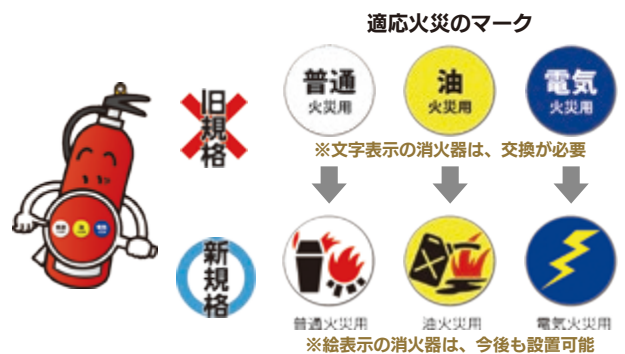 適応火災のマーク
旧規格
普通
火災用
油
火災用
電気
火災用
※文字表示の消火器は、交換が必要
新規格
普通火災用
油火災用
電気火災用
※絵表示の消火器は、今後も設置可能